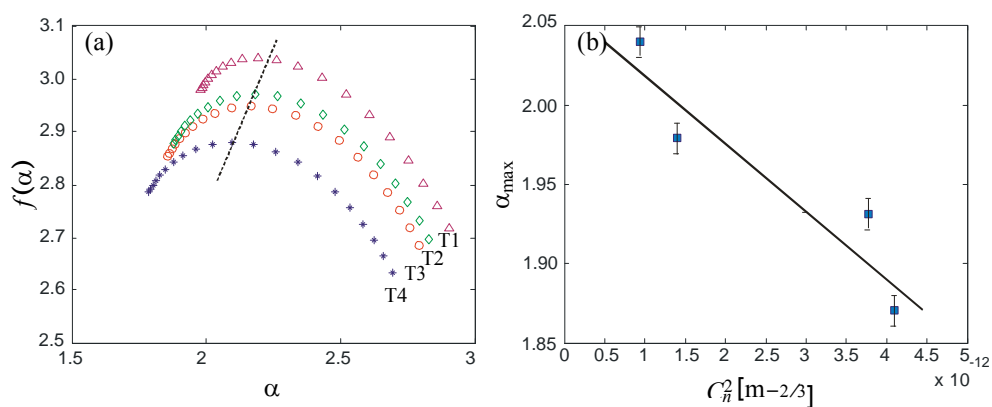 (a)
3.1
3.0
2.9
2.8
2.7
2.6
2.5
f(α)
1.5 2 2.5 3
α
T1
T2
T3
T4
(b)
2.05
2.00
1.95
1.90
1.85
α_max
0 0.5 1 1.5 2 2.5 3 3.5 4 4.5 5
x 10^-12
C_n^2 [m-2/3]